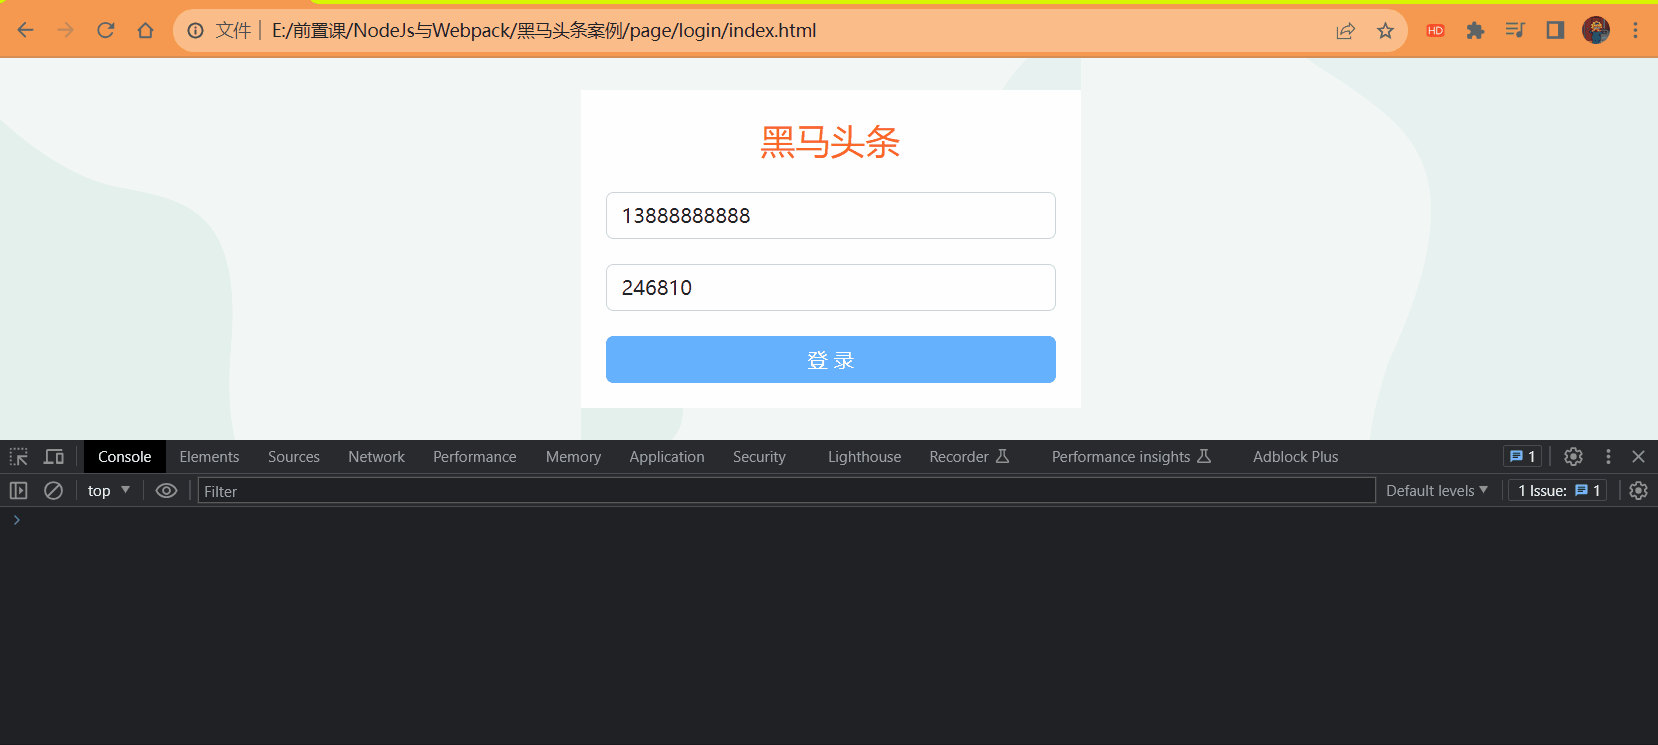 文件 E:/前置课/NodeJs与Webpack/黑马头条案例/page/login/index.html HD
黑马头条
13888888888
246810
登 录
Console Elements Sources Network Performance Memory Application Security Lighthouse Recorder Performance insights Adblock Plus 1
top Filter Default levels 1 Issue: 1